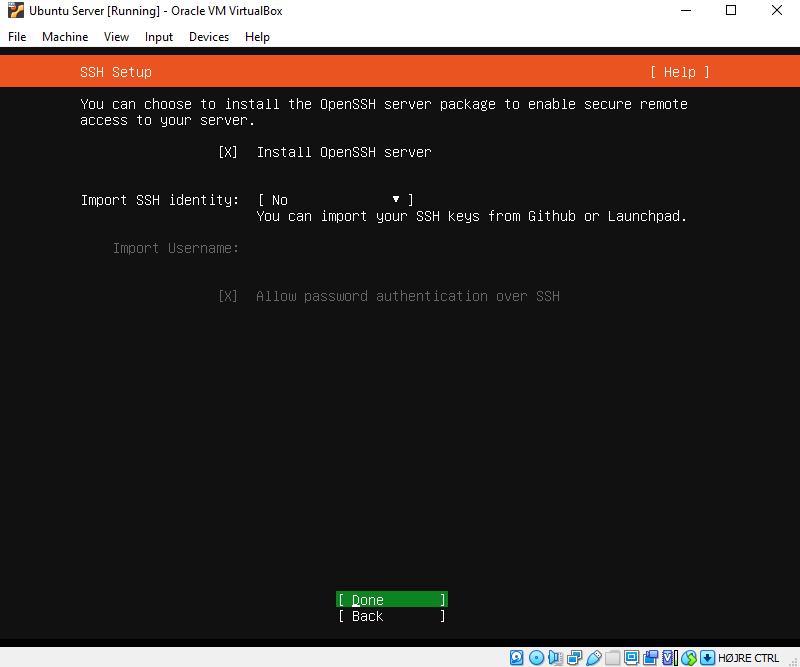 Ubuntu Server [Running] - Oracle VM VirtualBox
File Machine View Input Devices Help
SSH Setup [ Help ]
You can choose to install the OpenSSH server package to enable secure remote
access to your server.
[X] Install OpenSSH server
Import SSH identity: [ No ▾ ]
You can import your SSH keys from Github or Launchpad.
Import Username:
[X] Allow password authentication over SSH
[ Done ]
[ Back ]
HØJRE CTRL